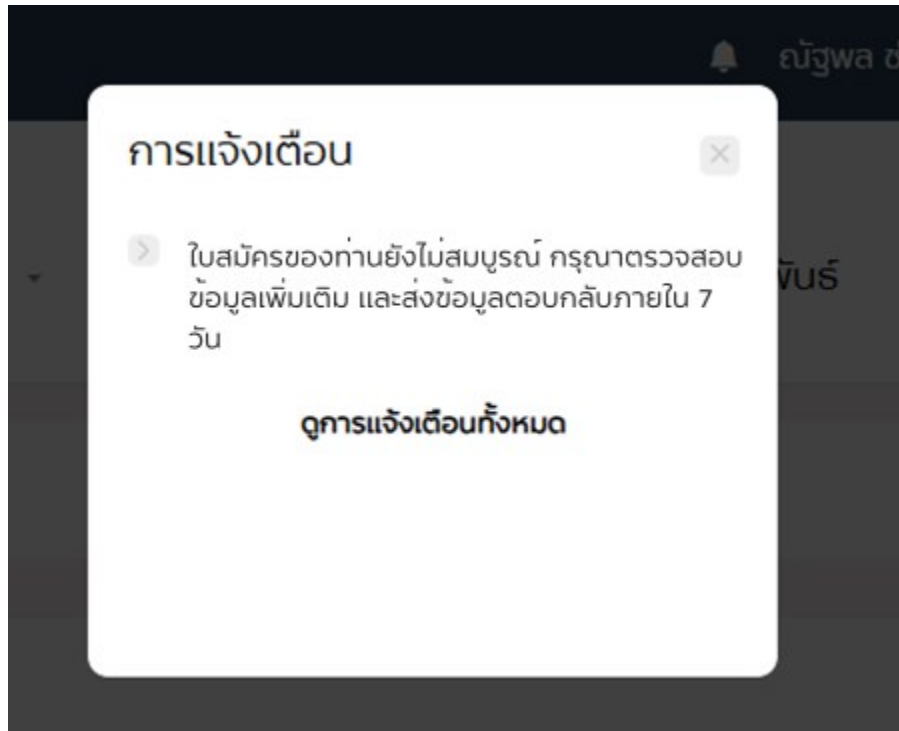 ณัฐพล
การแจ้งเตือน
ใบสมัครของท่านยังไม่สมบูรณ์ กรุณาตรวจสอบ
ข้อมูลเพิ่มเติม และส่งข้อมูลตอบกลับภายใน 7
วัน
ดูการแจ้งเตือนทั้งหมด